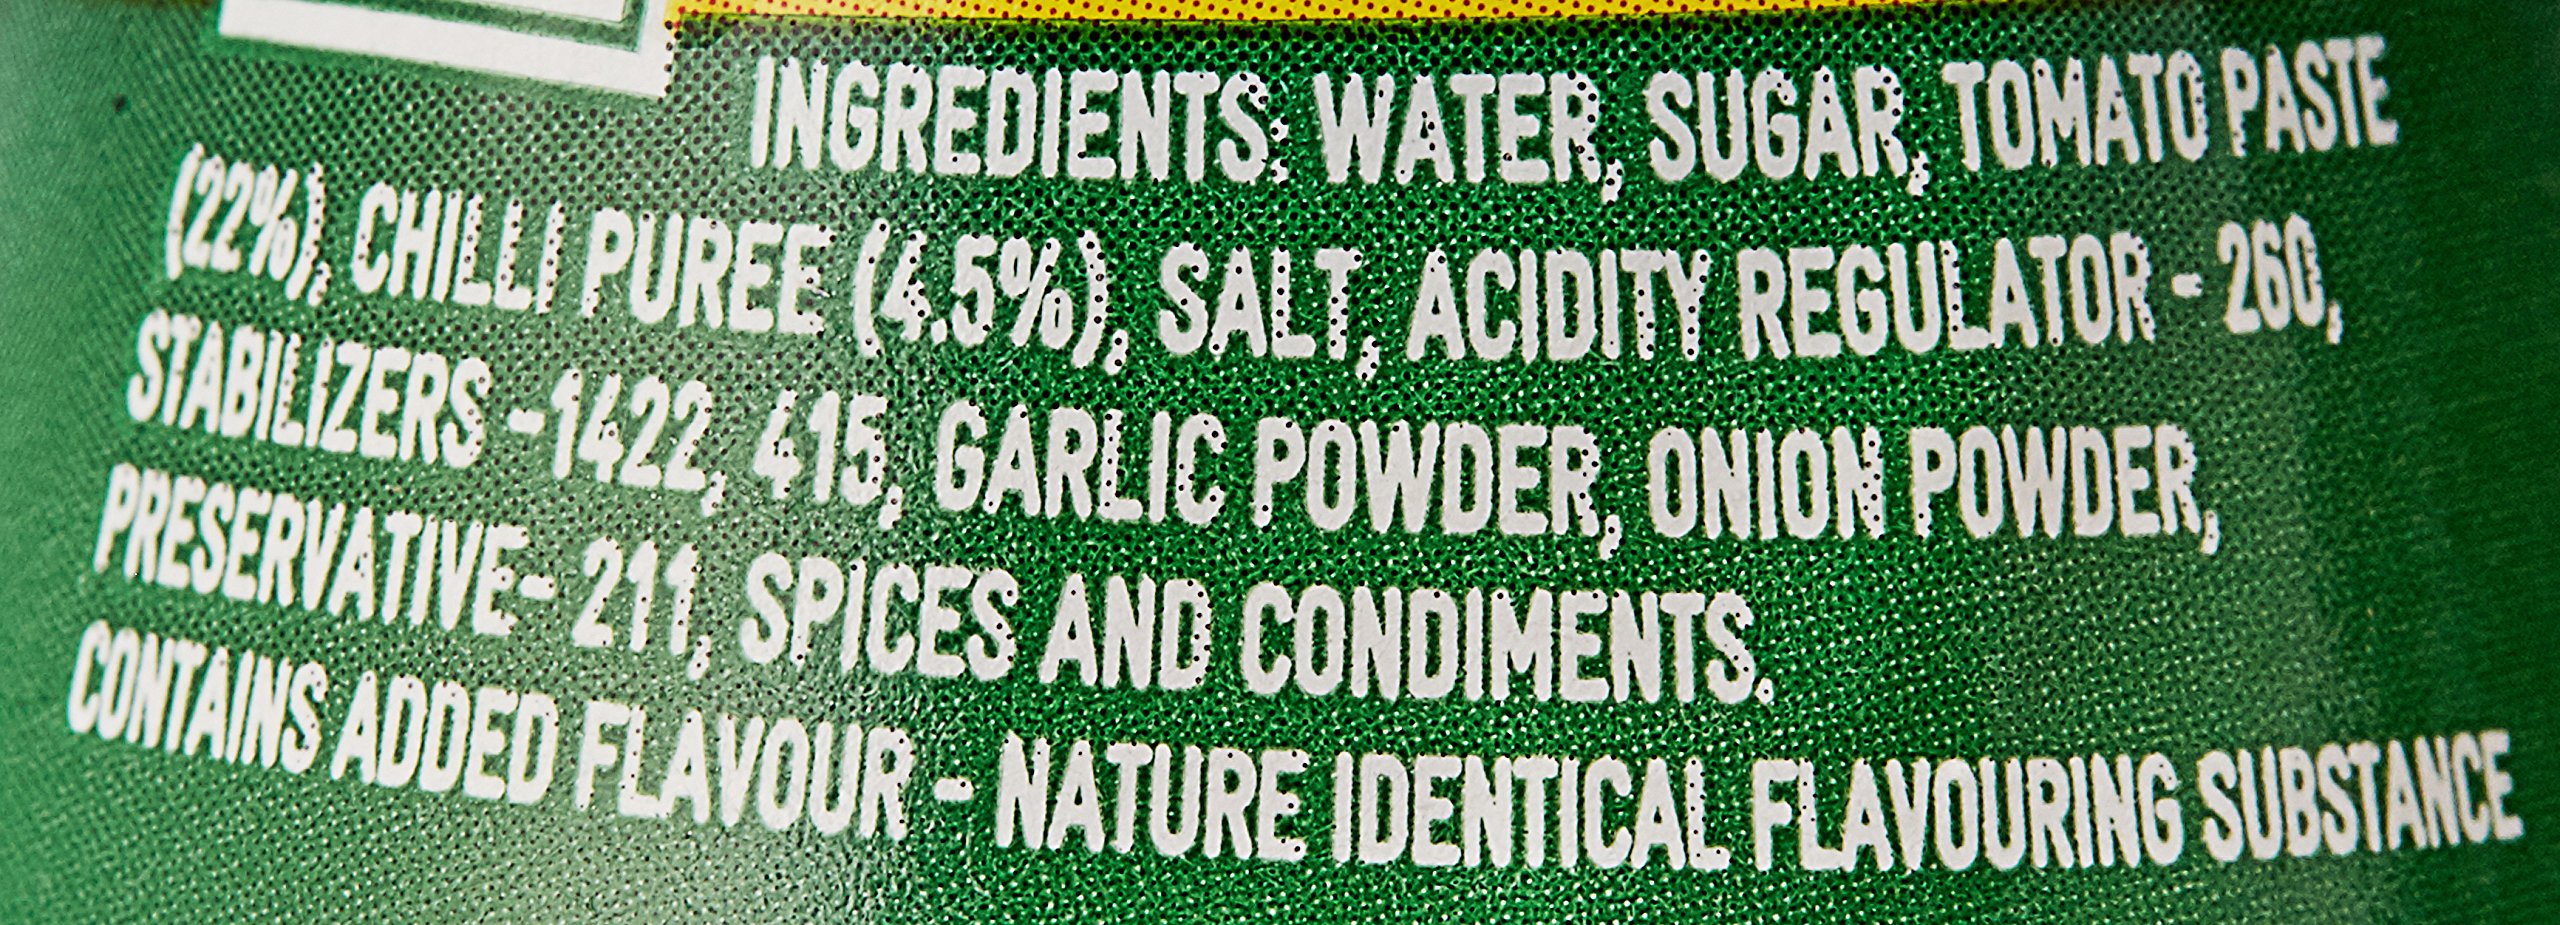 INGREDIENTS: WATER, SUGAR, TOMATO PASTE
(22%), CHILLI PUREE (4.5%), SALT, ACIDITY REGULATOR - 260,
STABILIZERS -1422, 415, GARLIC POWDER, ONION POWDER,
PRESERVATIVE- 211, SPICES AND CONDIMENTS.
CONTAINS ADDED FLAVOUR - NATURE IDENTICAL FLAVOURING SUBSTANCE